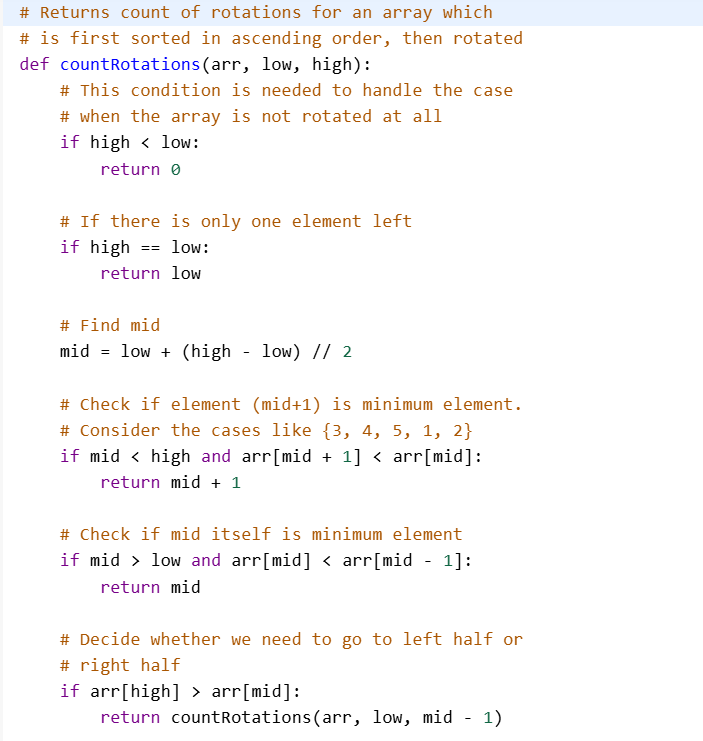 # Returns count of rotations for an array which
# is first sorted in ascending order, then rotated
def countRotations(arr, low, high):
    # This condition is needed to handle the case
    # when the array is not rotated at all
    if high < low:
        return 0

    # If there is only one element left
    if high == low:
        return low

    # Find mid
    mid = low + (high - low) // 2

    # Check if element (mid+1) is minimum element.
    # Consider the cases like {3, 4, 5, 1, 2}
    if mid < high and arr[mid + 1] < arr[mid]:
        return mid + 1

    # Check if mid itself is minimum element
    if mid > low and arr[mid] < arr[mid - 1]:
        return mid

    # Decide whether we need to go to left half or
    # right half
    if arr[high] > arr[mid]:
        return countRotations(arr, low, mid - 1)